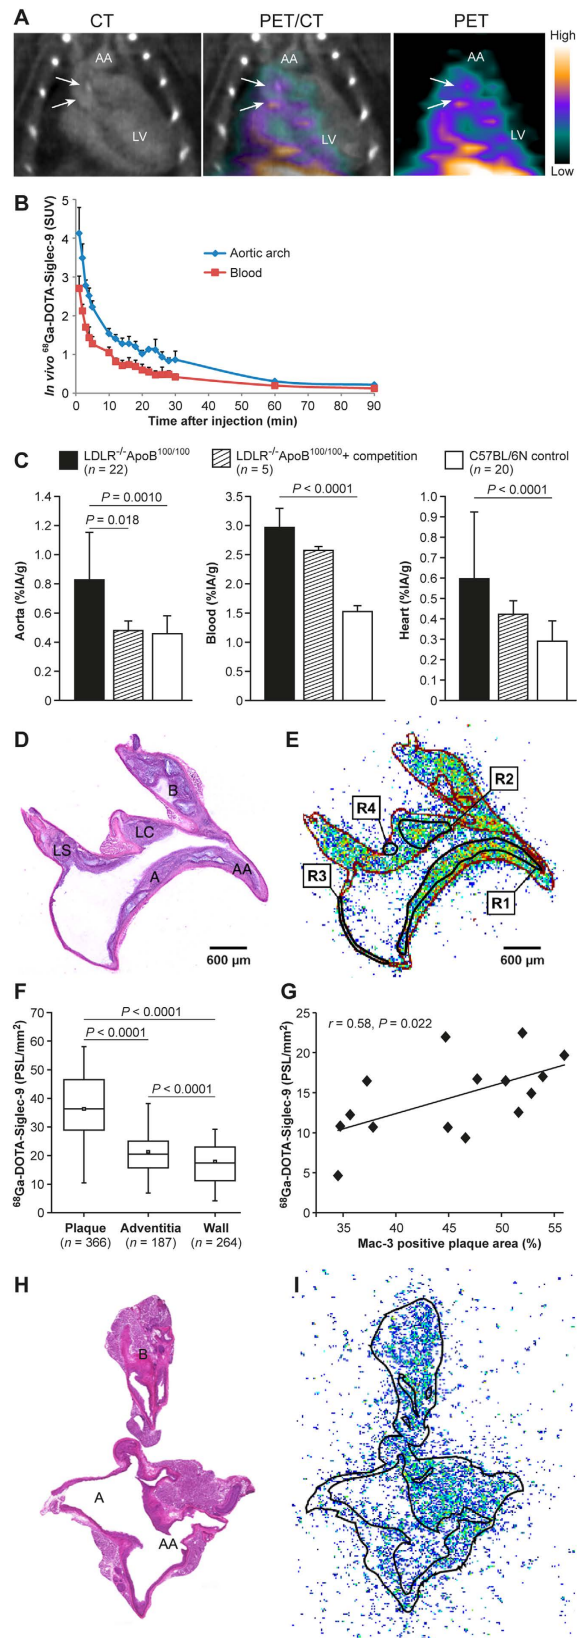 A
CT
PET/CT
PET
AA
LV
AA
LV
AA
LV
High
Low
B
In vivo ⁶⁸Ga-DOTA-Siglec-9 (SUV)
5
4
3
2
1
0
Aortic arch
Blood
0 10 20 30 40 50 60 70 80 90
Time after injection (min)
C
LDLR⁻/⁻ApoB¹⁰⁰/¹⁰⁰
(n = 22)
LDLR⁻/⁻ApoB¹⁰⁰/¹⁰⁰+ competition
(n = 5)
C57BL/6N control
(n = 20)
Aorta (%IA/g)
1.4
1.2
1.0
0.8
0.6
0.4
0.2
0
P = 0.0010
P = 0.018
Blood (%IA/g)
3.5
3.0
2.5
2.0
1.5
1.0
0.5
0
P < 0.0001
Heart (%IA/g)
1.0
0.9
0.8
0.7
0.6
0.5
0.4
0.3
0.2
0.1
0
P < 0.0001
D
B
LC
LS
A
AA
600 µm
E
R2
R4
R3
R1
600 µm
F
⁶⁸Ga-DOTA-Siglec-9 (PSL/mm²)
70
60
50
40
30
20
10
0
P < 0.0001
P < 0.0001
P < 0.0001
Plaque Adventitia Wall
(n = 366) (n = 187) (n = 264)
G
⁶⁸Ga-DOTA-Siglec-9 (PSL/mm²)
25
20
15
10
5
0
r = 0.58, P = 0.022
35 40 45 50 55
Mac-3 positive plaque area (%)
H
B
A
AA
I